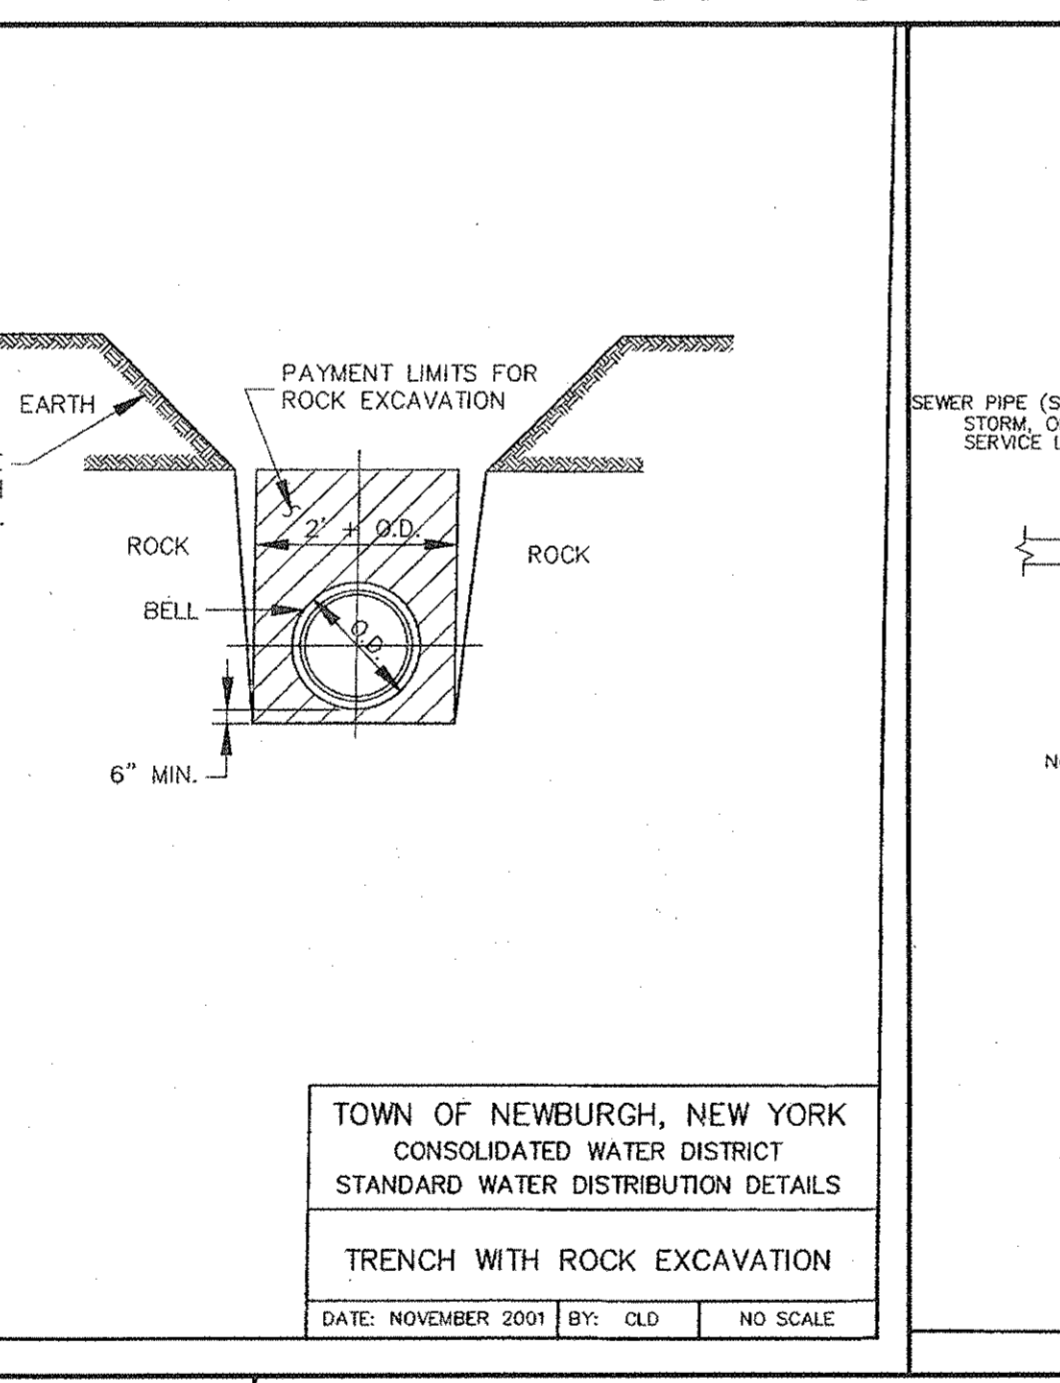 PAYMENT LIMITS FOR
ROCK EXCAVATION
EARTH
2' + O.D.
ROCK
ROCK
BELL
O.D.
6" MIN.
SEWER PIPE (S
STORM, O
SERVICE L
TOWN OF NEWBURGH, NEW YORK
CONSOLIDATED WATER DISTRICT
STANDARD WATER DISTRIBUTION DETAILS
TRENCH WITH ROCK EXCAVATION
DATE: NOVEMBER 2001
BY: CLD
NO SCALE